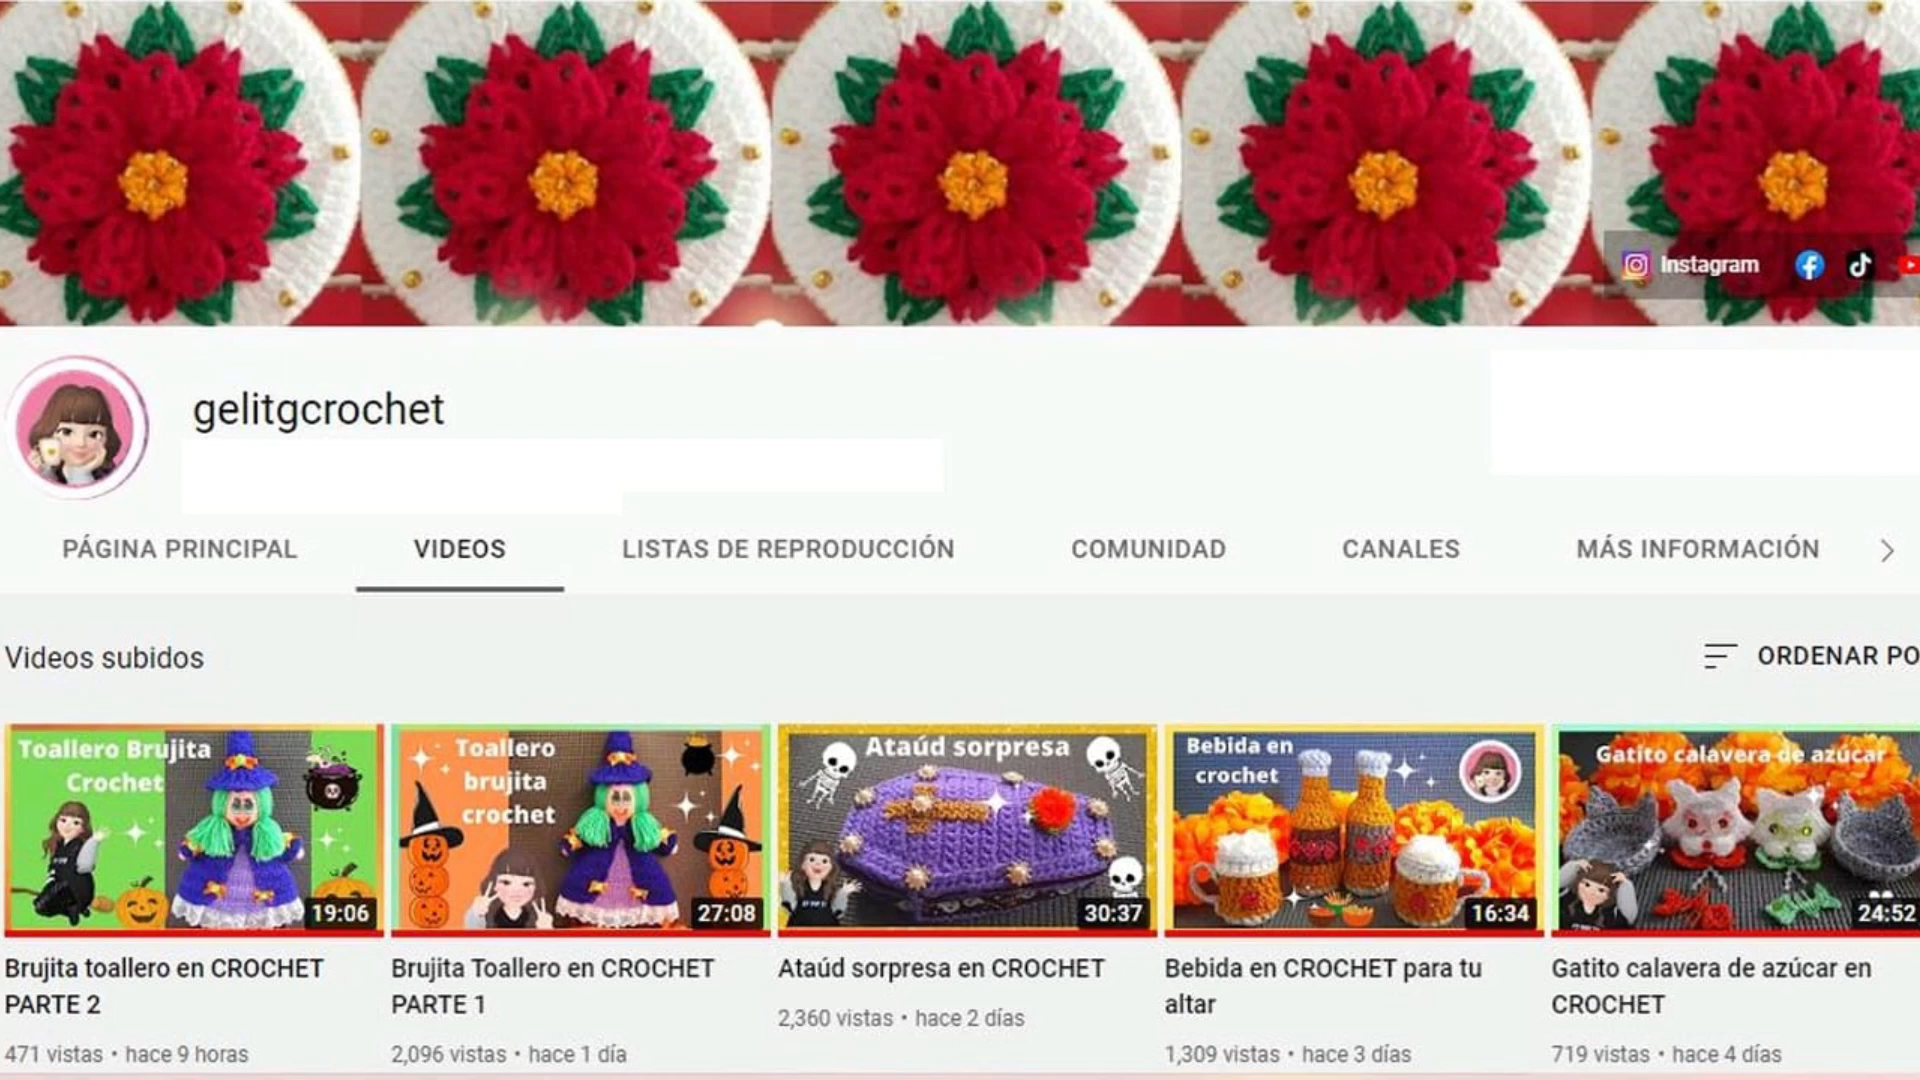 Instagram
gelitgcrochet
PÁGINA PRINCIPAL
VIDEOS
LISTAS DE REPRODUCCIÓN
COMUNIDAD
CANALES
MÁS INFORMACIÓN
Videos subidos
ORDENAR PO
Toallero Brujita
Crochet
19:06
Toallero
brujita
crochet
27:08
Ataúd sorpresa
30:37
Bebida en
crochet
16:34
Gatito calavera de azúcar
24:52
Brujita toallero en CROCHET
PARTE 2
471 vistas • hace 9 horas
Brujita Toallero en CROCHET
PARTE 1
2,096 vistas • hace 1 día
Ataúd sorpresa en CROCHET
2,360 vistas • hace 2 días
Bebida en CROCHET para tu
altar
1,309 vistas • hace 3 días
Gatito calavera de azúcar en
CROCHET
719 vistas • hace 4 días